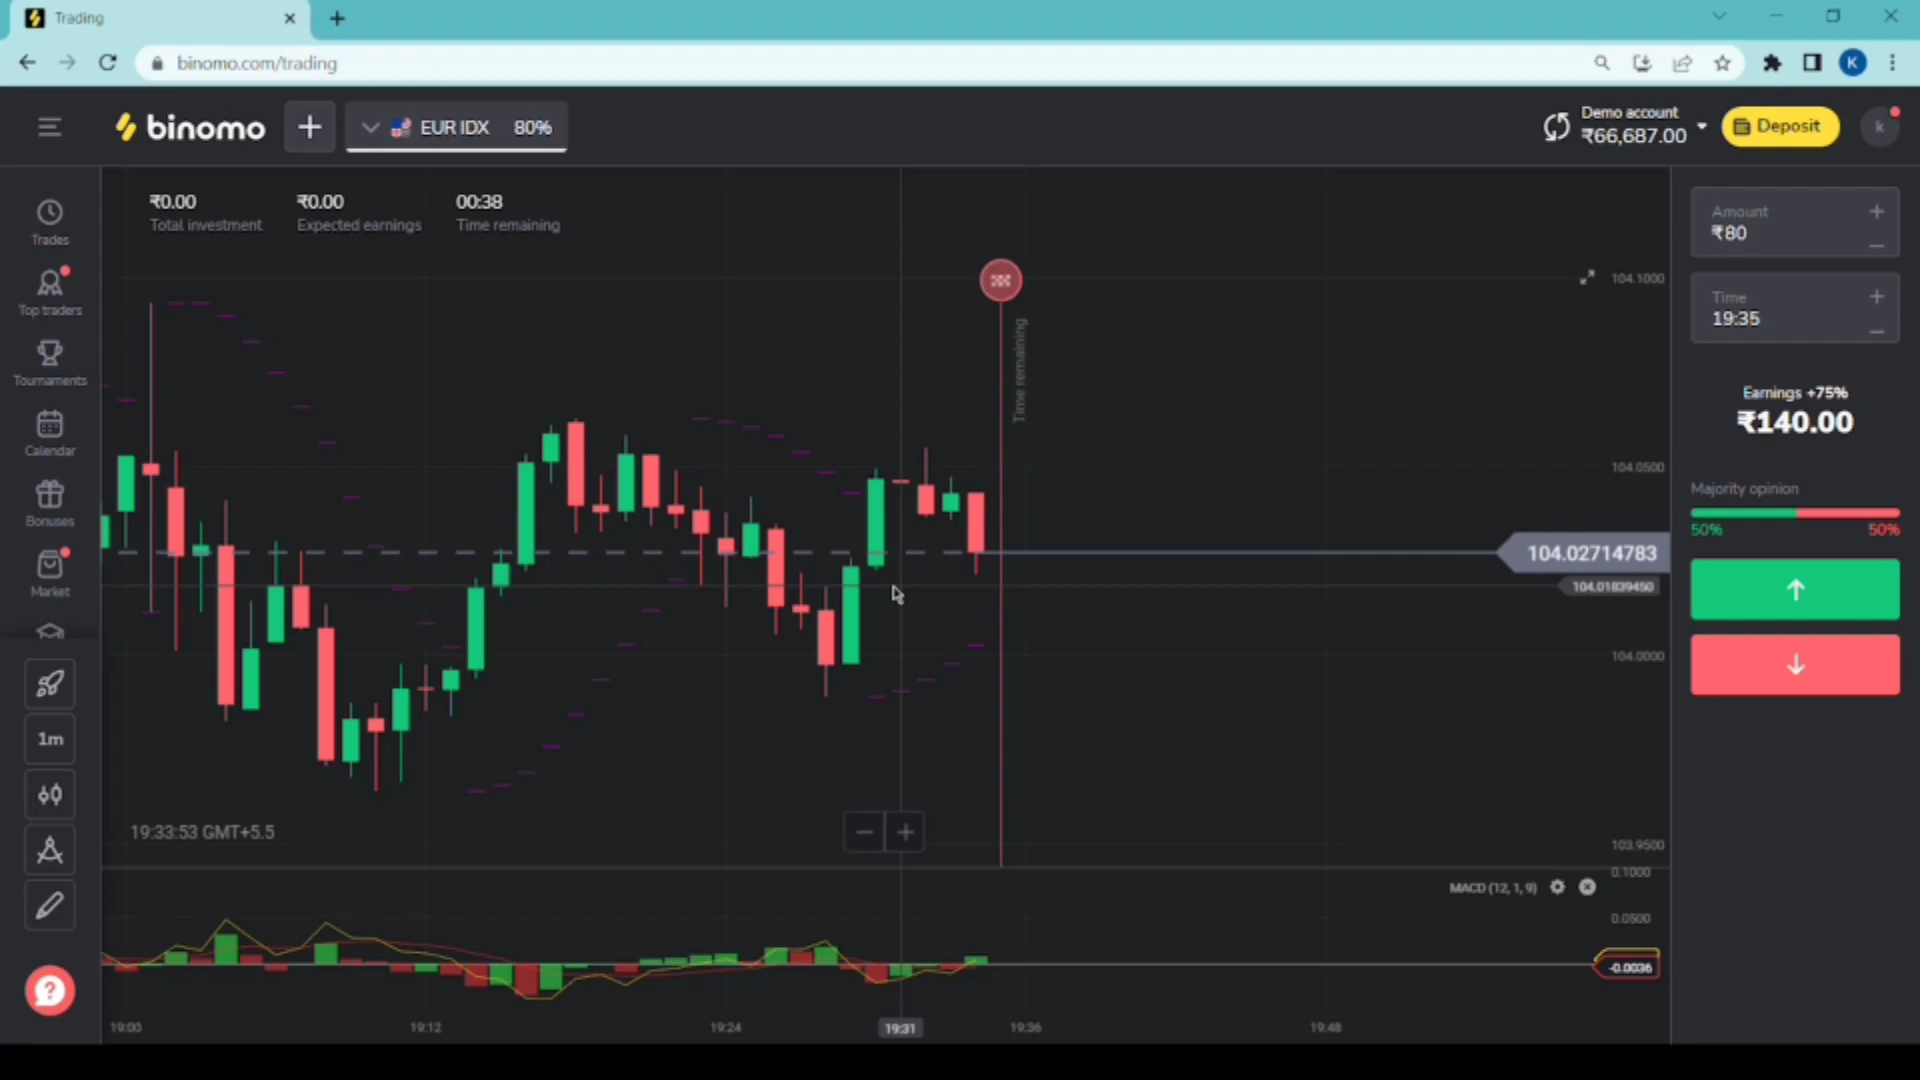 Trading
binomo.com/trading
K
binomo
EUR IDX 80%
Demo account
₹66,687.00
Deposit
k
₹0.00 ₹0.00 00:38
Total investment Expected earnings Time remaining
Trades
Top traders
Tournaments
Calendar
Bonuses
Market
1m
Time remaining
104.1000
104.0500
104.02714783
104.01839450
104.0000
103.9500
19:33:53 GMT+5.5
MACD (12, 1, 9)
0.1000
0.0500
-0.0036
19:00 19:12 19:24 19:31 19:36 19:48
Amount
₹80
Time
19:35
Earnings +75%
₹140.00
Majority opinion
50% 50%